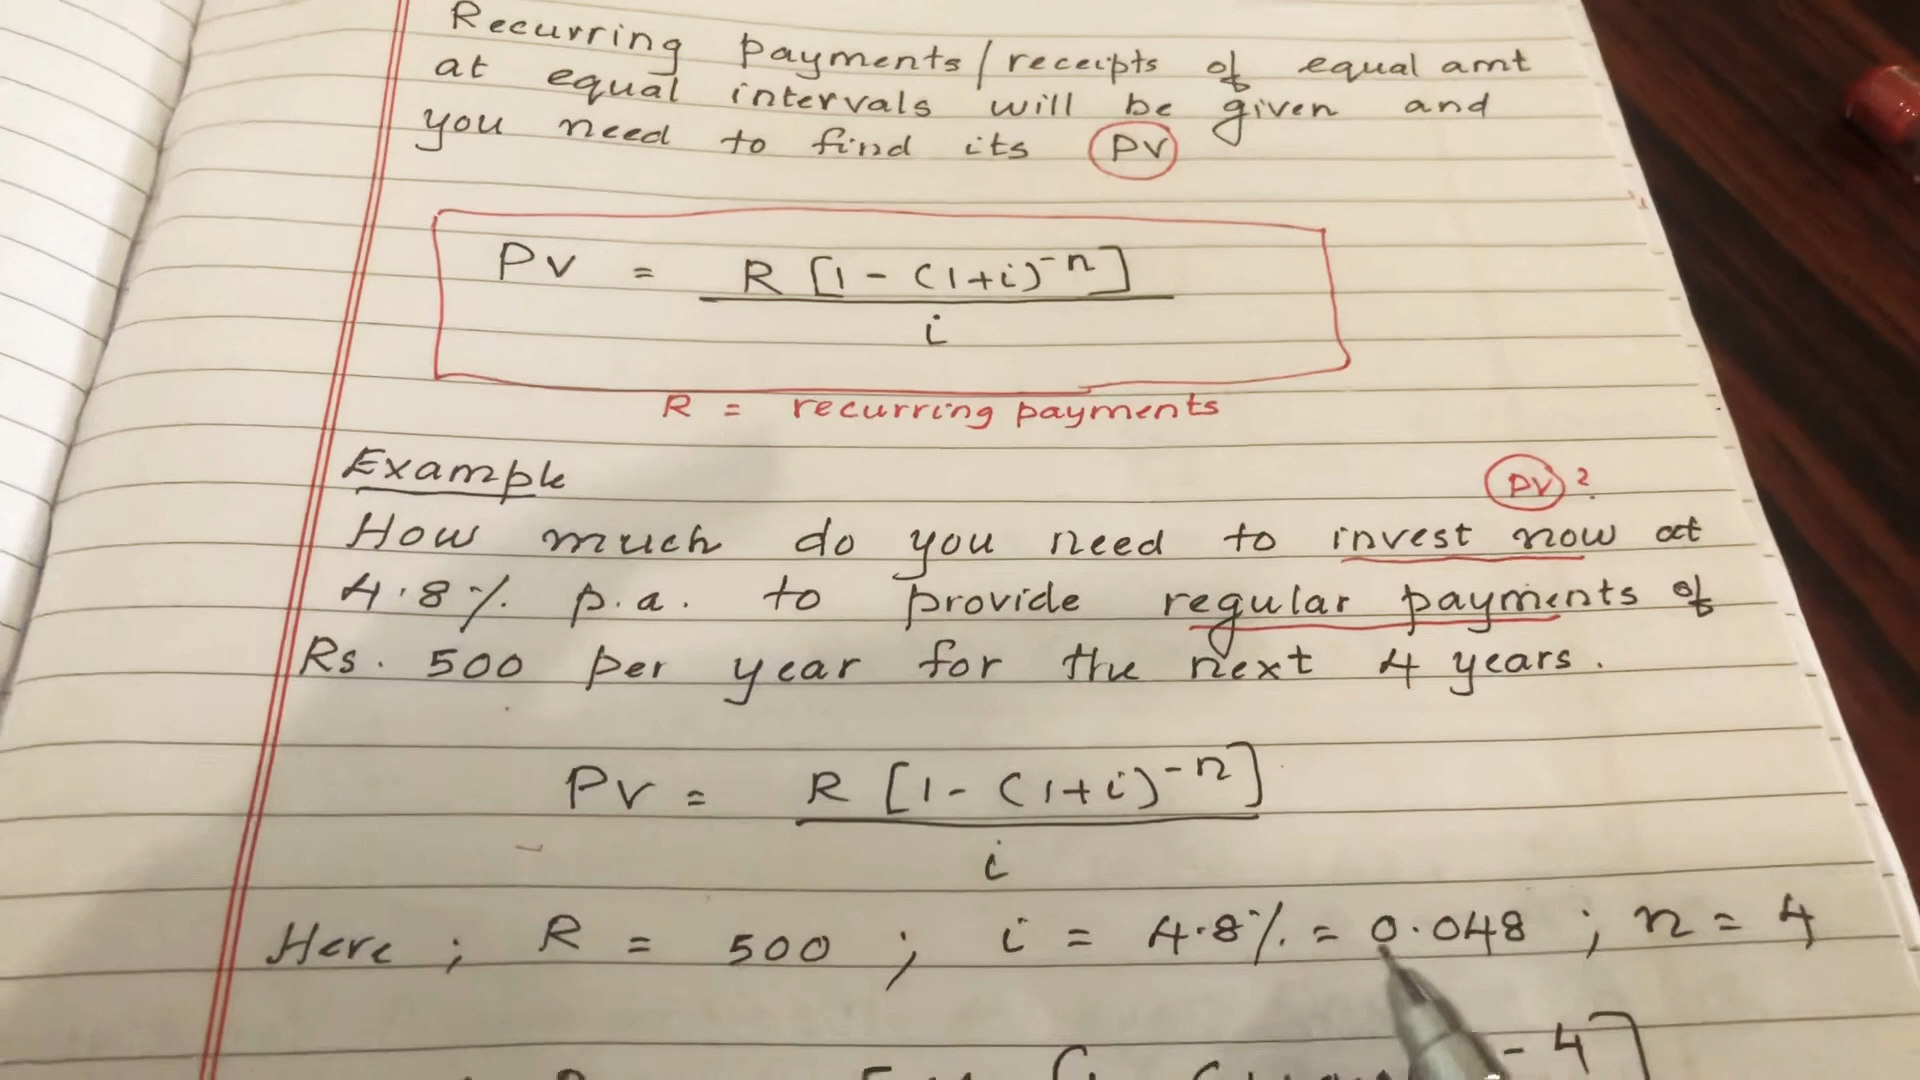 Recurring payments/receipts of equal amt
at equal intervals will be given and
you need to find its PV
PV = R [1 - (1+i)^-n]
i
R = recurring payments
Example
PV ?
How much do you need to invest now at
4.8 % p.a. to provide regular payments of
Rs. 500 per year for the next 4 years.
PV = R [1 - (1+i)^-n]
i
Here ; R = 500 ; i = 4.8% = 0.048 ; n = 4
- 4]